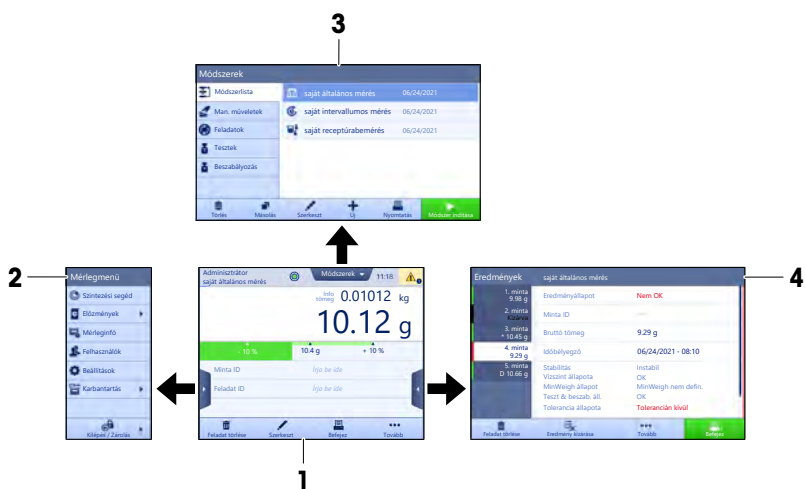 3
Módszerek
Módszerlista
Man. műveletek
Feladatok
Tesztek
Beszabályozás
saját általános mérés 06/24/2021
saját intervallumos mérés 06/24/2021
saját receptúrabemérés 06/24/2021
Törlés Másolás Szerkeszt Új Nyomtatás Módszer indítása
2
Mérlegmenü
Szintezési segéd
Előzmények
Mérleginfó
Felhasználók
Beállítások
Karbantartás
Kilépés / Zárolás
Adminisztrátor
saját általános mérés
Módszerek
11:18
Info
tömeg 0.01012 kg
10.12 g
- 10 % 10.4 g + 10 %
Minta ID Írjo be ide
Feladat ID Írjo be ide
Feladat törlése Szerkeszt Befejez Tovább
1
4
Eredmények saját általános mérés
1. minta
9.98 g
2. minta
Kizárva
3. minta
* 10.45 g
4. minta
9.29 g
5. minta
D 10.66 g
Eredményállapot Nem OK
Minta ID
Bruttó tömeg 9.29 g
Időbélyegző 06/24/2021 - 08:10
Stabilitás Instabil
Vízszint állapota OK
MinWeigh állapot MinWeigh nem defin.
Teszt & beszab. áll. OK
Tolerancia állapota Tolerancián kívül
Feladat törlése Eredmény kizárása Tovább Befejez